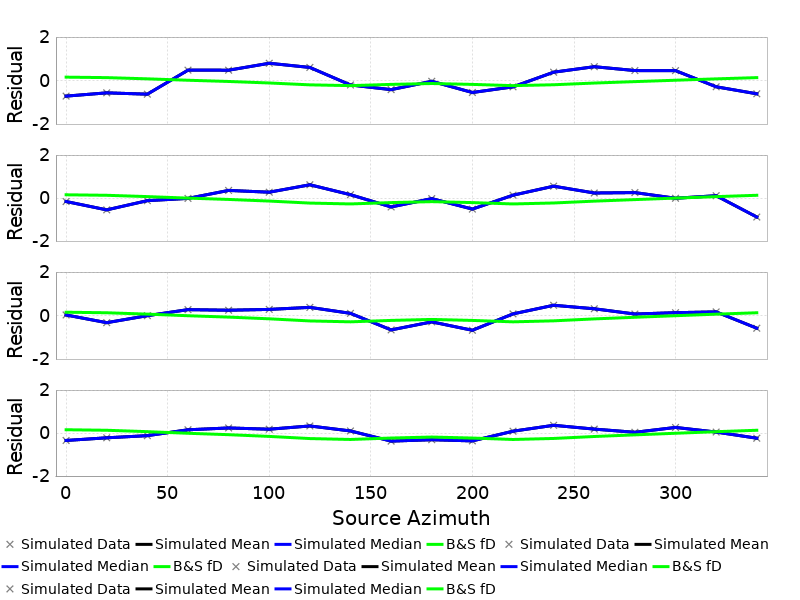 2
0
-2
Residual
2
0
-2
Residual
2
0
-2
Residual
2
0
-2
Residual
0 50 100 150 200 250 300
Source Azimuth
× Simulated Data Simulated Mean Simulated Median B&S fD × Simulated Data Simulated Mean
Simulated Median B&S fD × Simulated Data Simulated Mean Simulated Median B&S fD
× Simulated Data Simulated Mean Simulated Median B&S fD